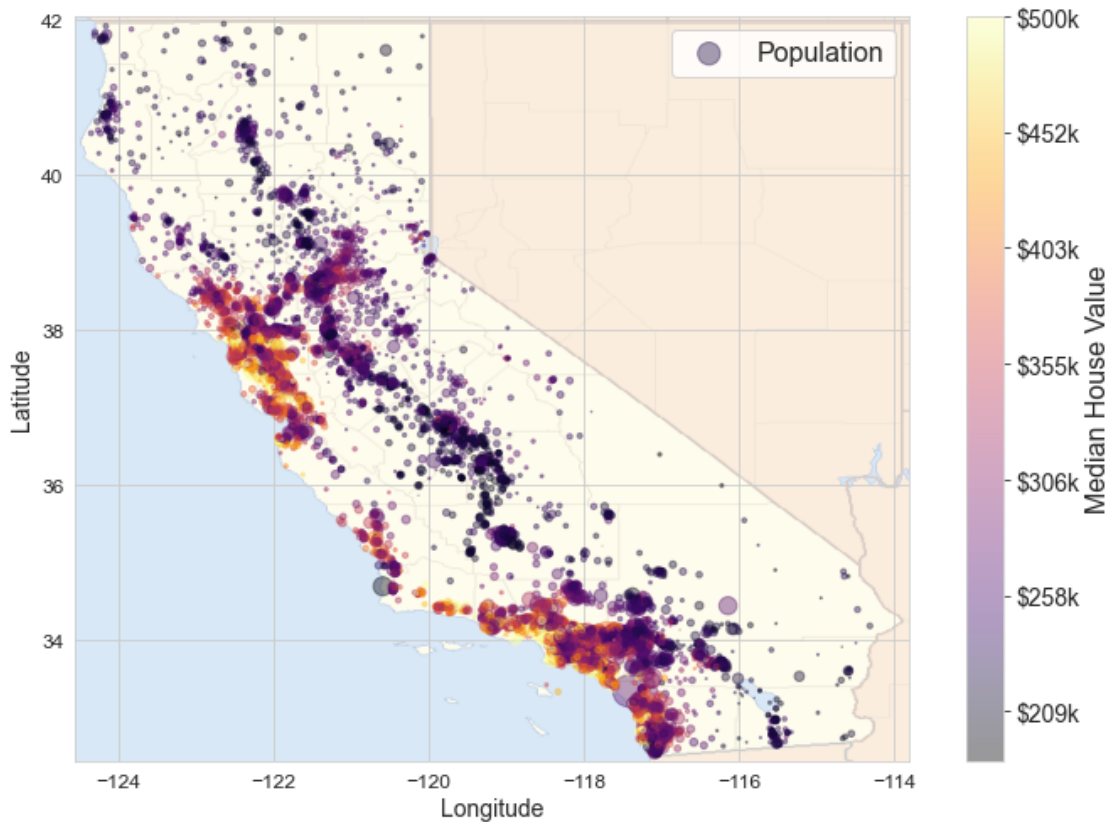 42
40
38
36
34
Latitude
−124
−122
−120
−118
−116
−114
Longitude
Population
$500k
$452k
$403k
$355k
$306k
$258k
$209k
Median House Value